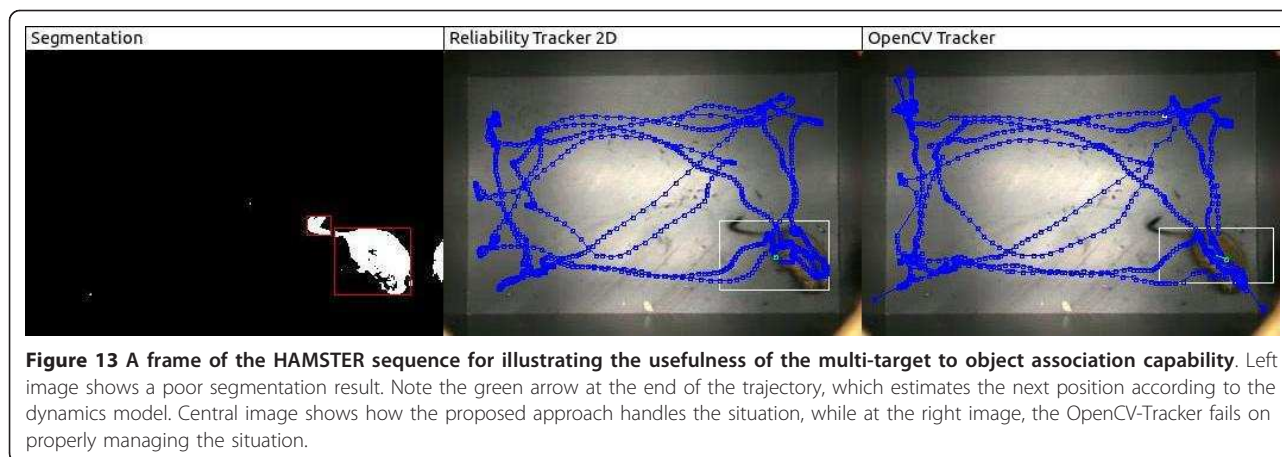 Segmentation
Reliability Tracker 2D
OpenCV Tracker
Figure 13 A frame of the HAMSTER sequence for illustrating the usefulness of the multi-target to object association capability. Left
image shows a poor segmentation result. Note the green arrow at the end of the trajectory, which estimates the next position according to the
dynamics model. Central image shows how the proposed approach handles the situation, while at the right image, the OpenCV-Tracker fails on
properly managing the situation.